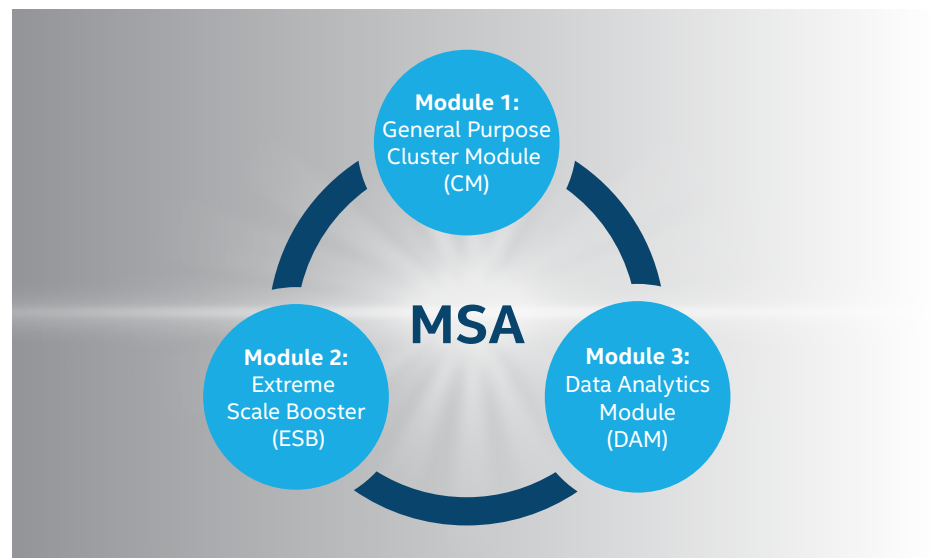 Module 1:
General Purpose
Cluster Module
(CM)
MSA
Module 2:
Extreme
Scale Booster
(ESB)
Module 3:
Data Analytics
Module
(DAM)